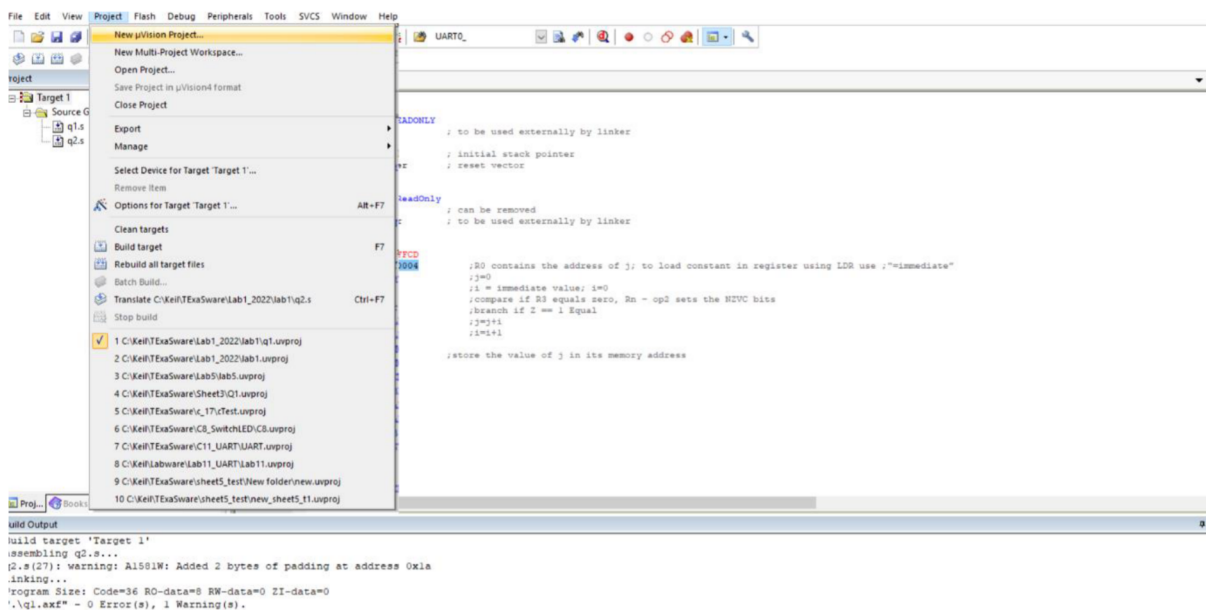 File Edit View Project Flash Debug Peripherals Tools SVCS Window Help
UART0_
New µVision Project...
New Multi-Project Workspace...
Open Project...
Save Project in µVision4 format
Close Project
Export
Manage
Select Device for Target 'Target 1'...
Remove Item
Options for Target 'Target 1'... Alt+F7
Clean targets
Build target F7
Rebuild all target files
Batch Build...
Translate C:\Keil\TExaSware\Lab1_2022\lab1\q2.s Ctrl+F7
Stop build
1 C:\Keil\TExaSware\Lab1_2022\lab1\q1.uvproj
2 C:\Keil\TExaSware\Lab1_2022\lab1.uvproj
3 C:\Keil\TExaSware\Lab5\lab5.uvproj
4 C:\Keil\TExaSware\Sheet3\Q1.uvproj
5 C:\Keil\TExaSware\c_17\cTest.uvproj
6 C:\Keil\TExaSware\C8_SwitchLED\C8.uvproj
7 C:\Keil\TExaSware\C11_UART\UART.uvproj
8 C:\Keil\Labware\Lab11_UART\Lab11.uvproj
9 C:\Keil\TExaSware\sheet5_test\New folder\new.uvproj
10 C:\Keil\TExaSware\sheet5_test\new_sheet5_t1.uvproj
roject
Target 1
Source G
q1.s
q2.s
Proj... Books
EADONLY
; to be used externally by linker
; initial stack pointer
; reset vector
ReadOnly
; can be removed
; to be used externally by linker
FFCD
0004 ;R0 contains the address of j; to load constant in register using LDR use ;"=immediate"
;j=0
;i = immediate value; i=0
;compare if R3 equals zero, Rn - op2 sets the NZVC bits
;branch if Z == 1 Equal
;j=j+i
;i=i+1
;store the value of j in its memory address
uild Output
uild target 'Target 1'
ssembling q2.s...
q2.s(27): warning: A1581W: Added 2 bytes of padding at address 0x1a
inking...
rogram Size: Code=36 RO-data=8 RW-data=0 ZI-data=0
".\q1.axf" - 0 Error(s), 1 Warning(s).